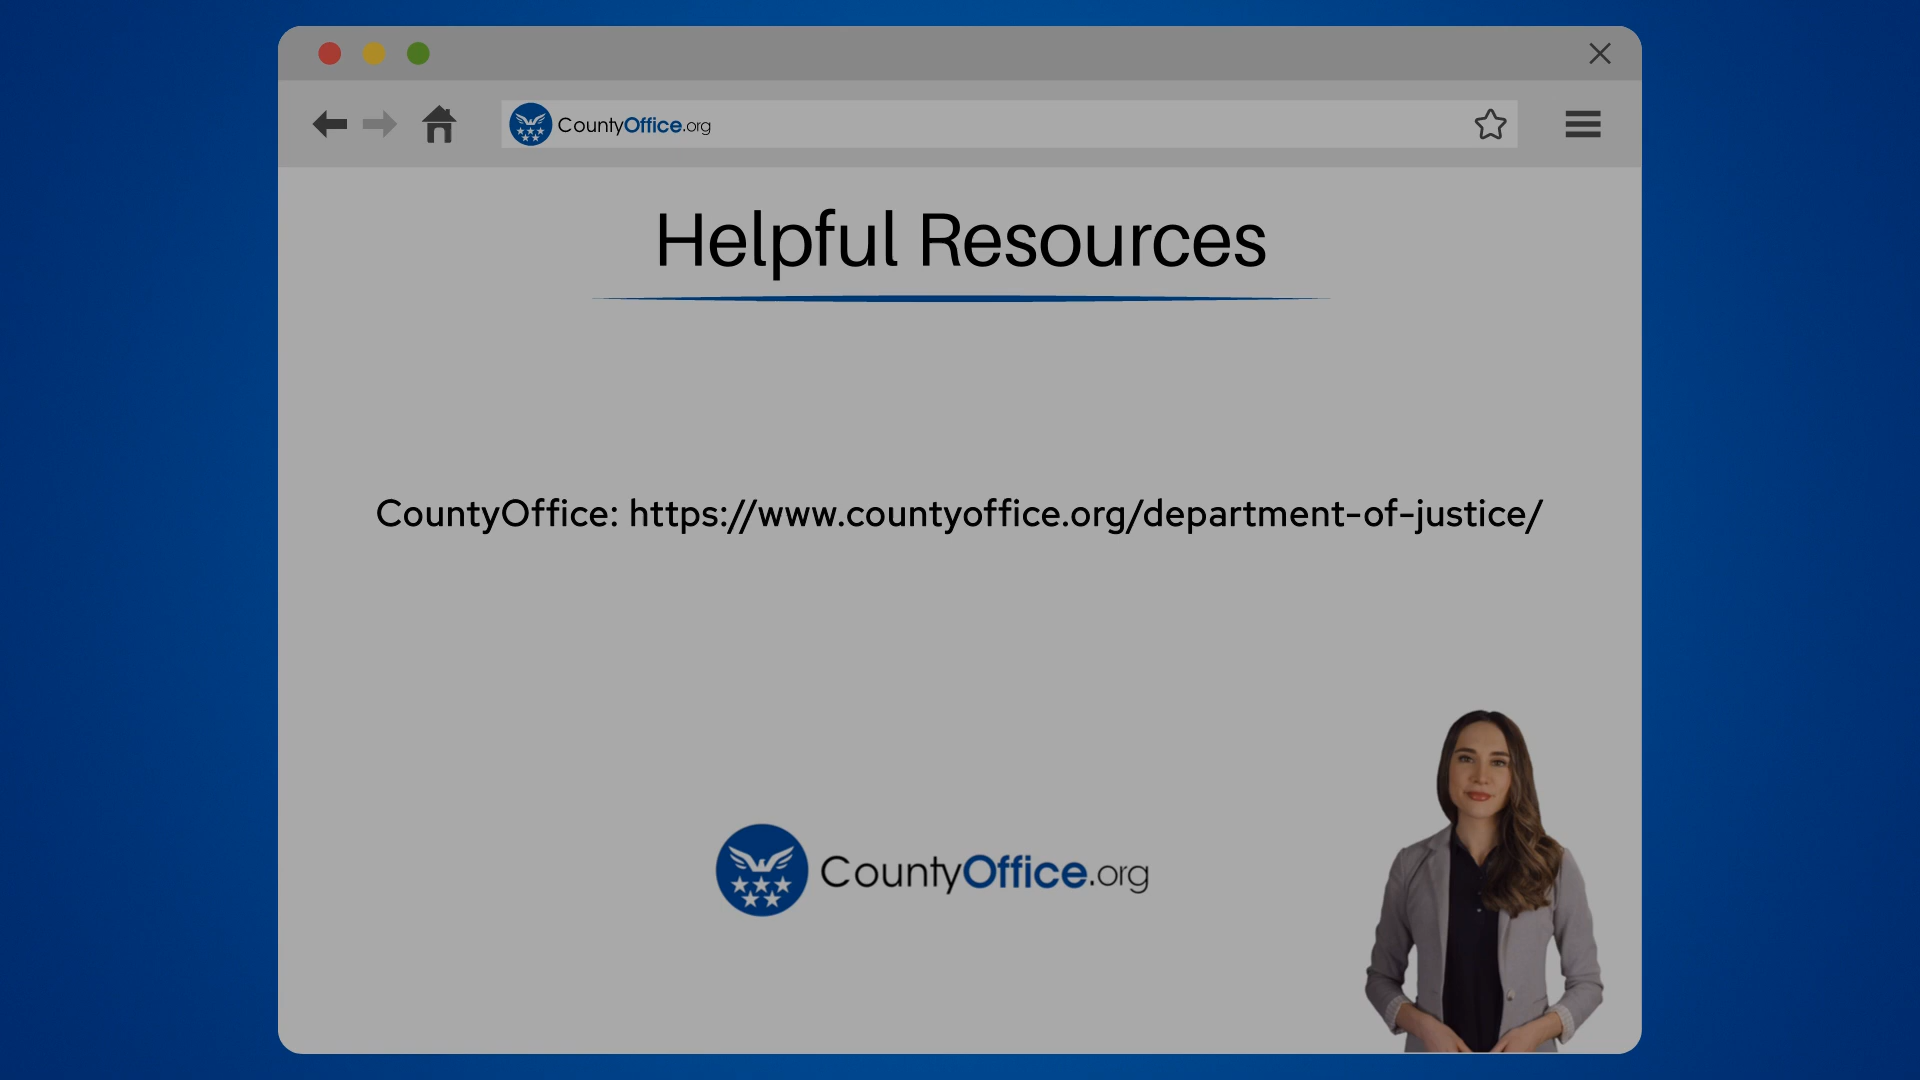 CountyOffice.org
Helpful Resources
CountyOffice: https://www.countyoffice.org/department-of-justice/
CountyOffice.org